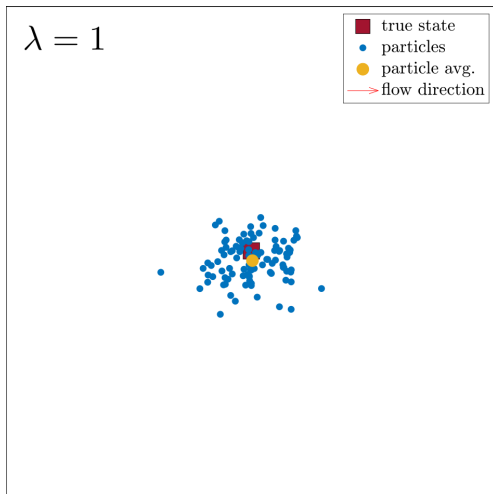 λ = 1
true state
particles
particle avg.
flow direction